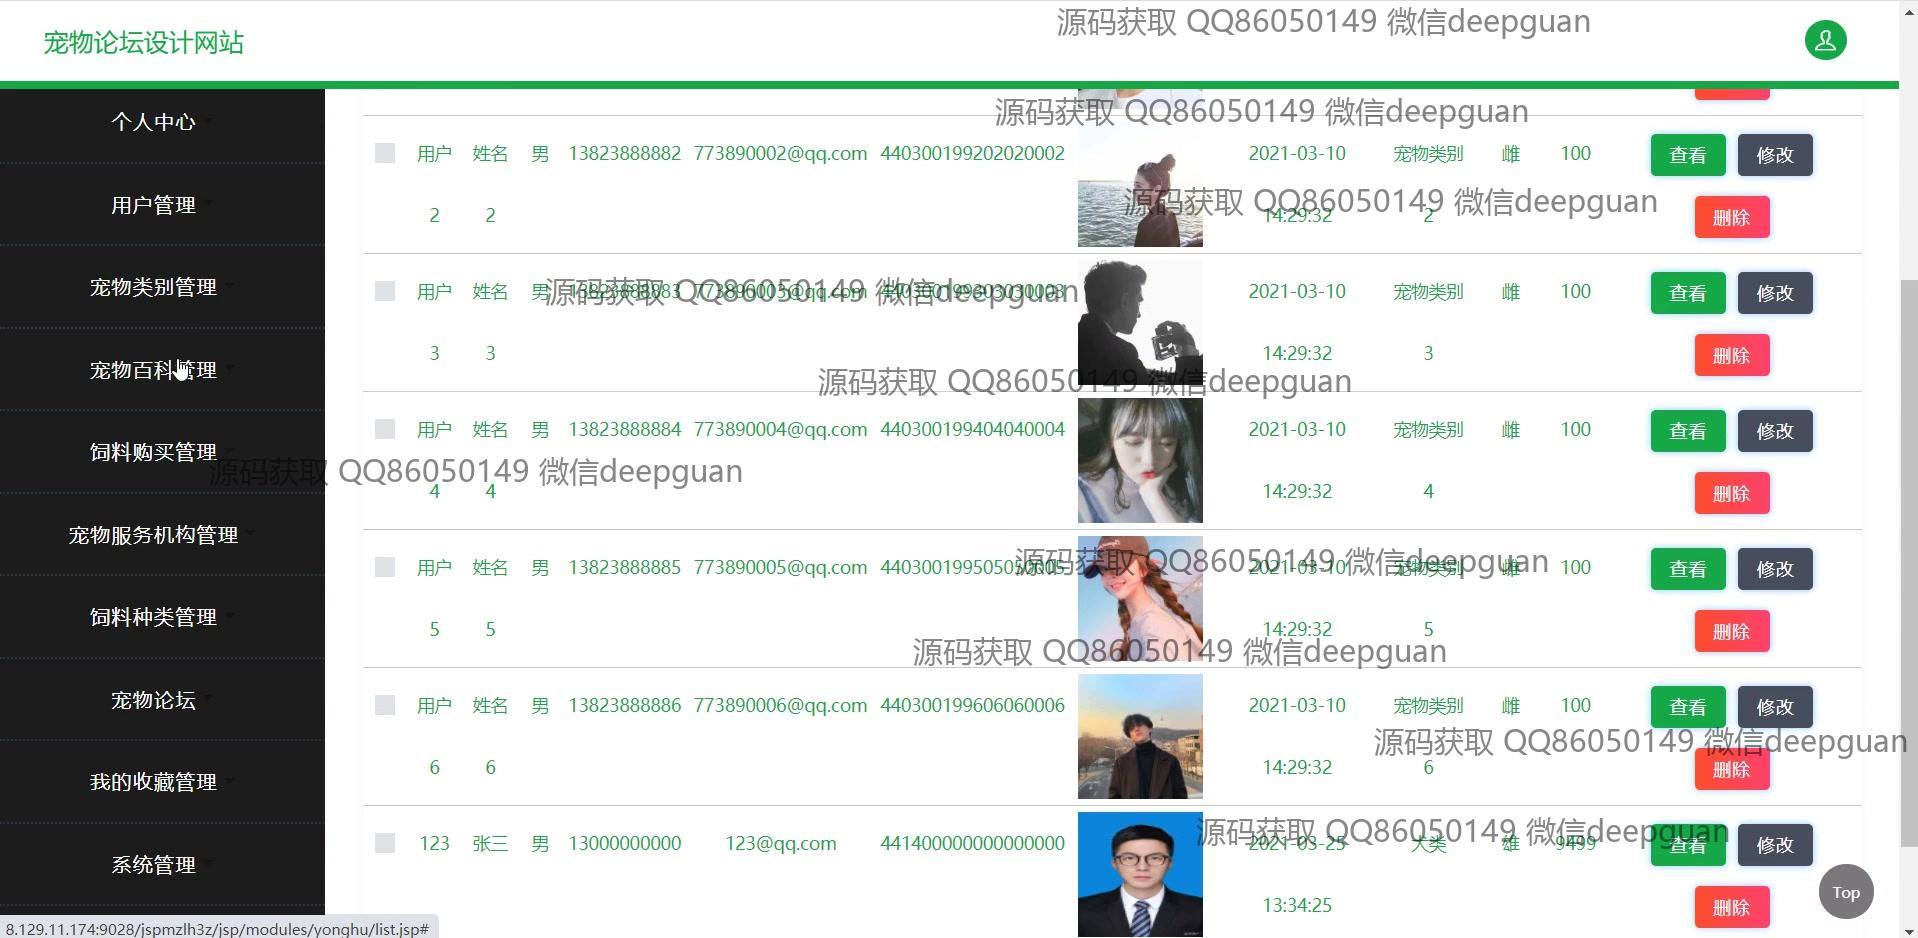 宠物论坛设计网站
源码获取 QQ86050149 微信deepguan
个人中心
用户管理
宠物类别管理
宠物百科管理
饲料购买管理
宠物服务机构管理
饲料种类管理
宠物论坛
我的收藏管理
系统管理
源码获取 QQ86050149 微信deepguan
用户 姓名 男 13823888882 773890002@qq.com 440300199202020002 2021-03-10 宠物类别 雌 100 查看 修改
源码获取 QQ86050149 微信deepguan
2 2 14:29:32 2 删除
用户 姓名 男 13823888883 773890003@qq.com 440300199303030003 2021-03-10 宠物类别 雌 100 查看 修改
源码获取 QQ86050149 微信deepguan
3 3 14:29:32 3 删除
源码获取 QQ86050149 微信deepguan
用户 姓名 男 13823888884 773890004@qq.com 440300199404040004 2021-03-10 宠物类别 雌 100 查看 修改
源码获取 QQ86050149 微信deepguan
4 4 14:29:32 4 删除
源码获取 QQ86050149 微信deepguan
用户 姓名 男 13823888885 773890005@qq.com 440300199505050005 2021-03-10 宠物类别 雌 100 查看 修改
5 5 14:29:32 5 删除
源码获取 QQ86050149 微信deepguan
用户 姓名 男 13823888886 773890006@qq.com 440300199606060006 2021-03-10 宠物类别 雌 100 查看 修改
源码获取 QQ86050149 微信deepguan
6 6 14:29:32 6 删除
源码获取 QQ86050149 微信deepguan
123 张三 男 13000000000 123@qq.com 441400000000000000 2021-03-25 犬类 雄 9499 查看 修改
13:34:25 删除
Top
8.129.11.174:9028/jspmzlh3z/jsp/modules/yonghu/list.jsp#